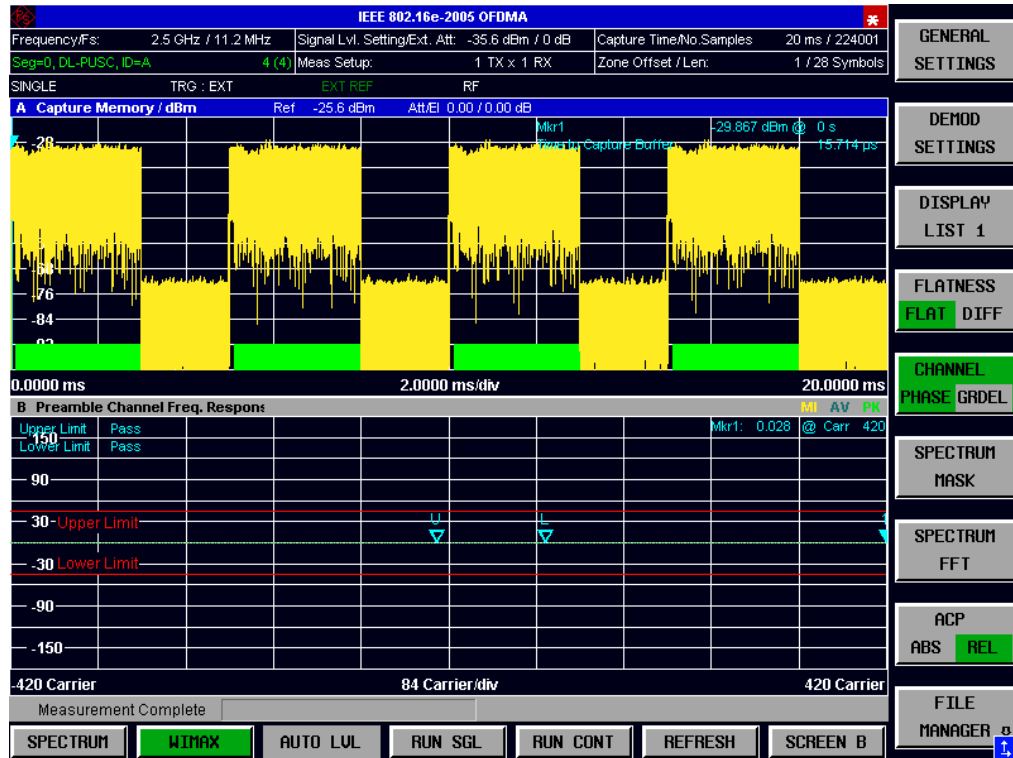 IEEE 802.16e-2005 OFDMA
Frequency/Fs: 2.5 GHz / 11.2 MHz Signal Lvl. Setting/Ext. Att: -35.6 dBm / 0 dB Capture Time/No.Samples 20 ms / 224001
Seg=0, DL-PUSC, ID=A 4 (4) Meas Setup: 1 TX x 1 RX Zone Offset / Len: 1 / 28 Symbols
SINGLE TRG : EXT EXT REF RF
A Capture Memory / dBm Ref -25.6 dBm Att/El 0.00 / 0.00 dB
Mkr1 -29.867 dBm @ 0 s
Time In Capture Buffer 15.714 µs
-28
-68
-76
-84
-92
0.0000 ms 2.0000 ms/div 20.0000 ms
B Preamble Channel Freq. Respons MI AV PK
Upper Limit Pass Mkr1: 0.028 @ Carr 420
150
Lower Limit Pass
90
30 Upper Limit U L 1
-30 Lower Limit
-90
-150
-420 Carrier 84 Carrier/div 420 Carrier
Measurement Complete
SPECTRUM WIMAX AUTO LVL RUN SGL RUN CONT REFRESH SCREEN B
GENERAL
SETTINGS
DEMOD
SETTINGS
DISPLAY
LIST 1
FLATNESS
FLAT DIFF
CHANNEL
PHASE GRDEL
SPECTRUM
MASK
SPECTRUM
FFT
ACP
ABS REL
FILE
MANAGER